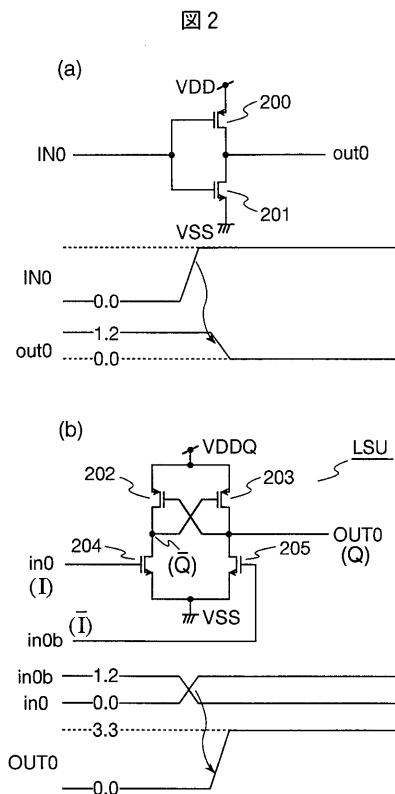 図2
(a)
VDD
200
IN0
out0
201
VSS
IN0
0.0
1.2
out0
0.0
(b)
VDDQ
LSU
202
203
204
(Q̄)
205
OUT0
(Q)
in0
(I)
(Ī)
in0b
VSS
in0b
1.2
in0
0.0
3.3
OUT0
0.0